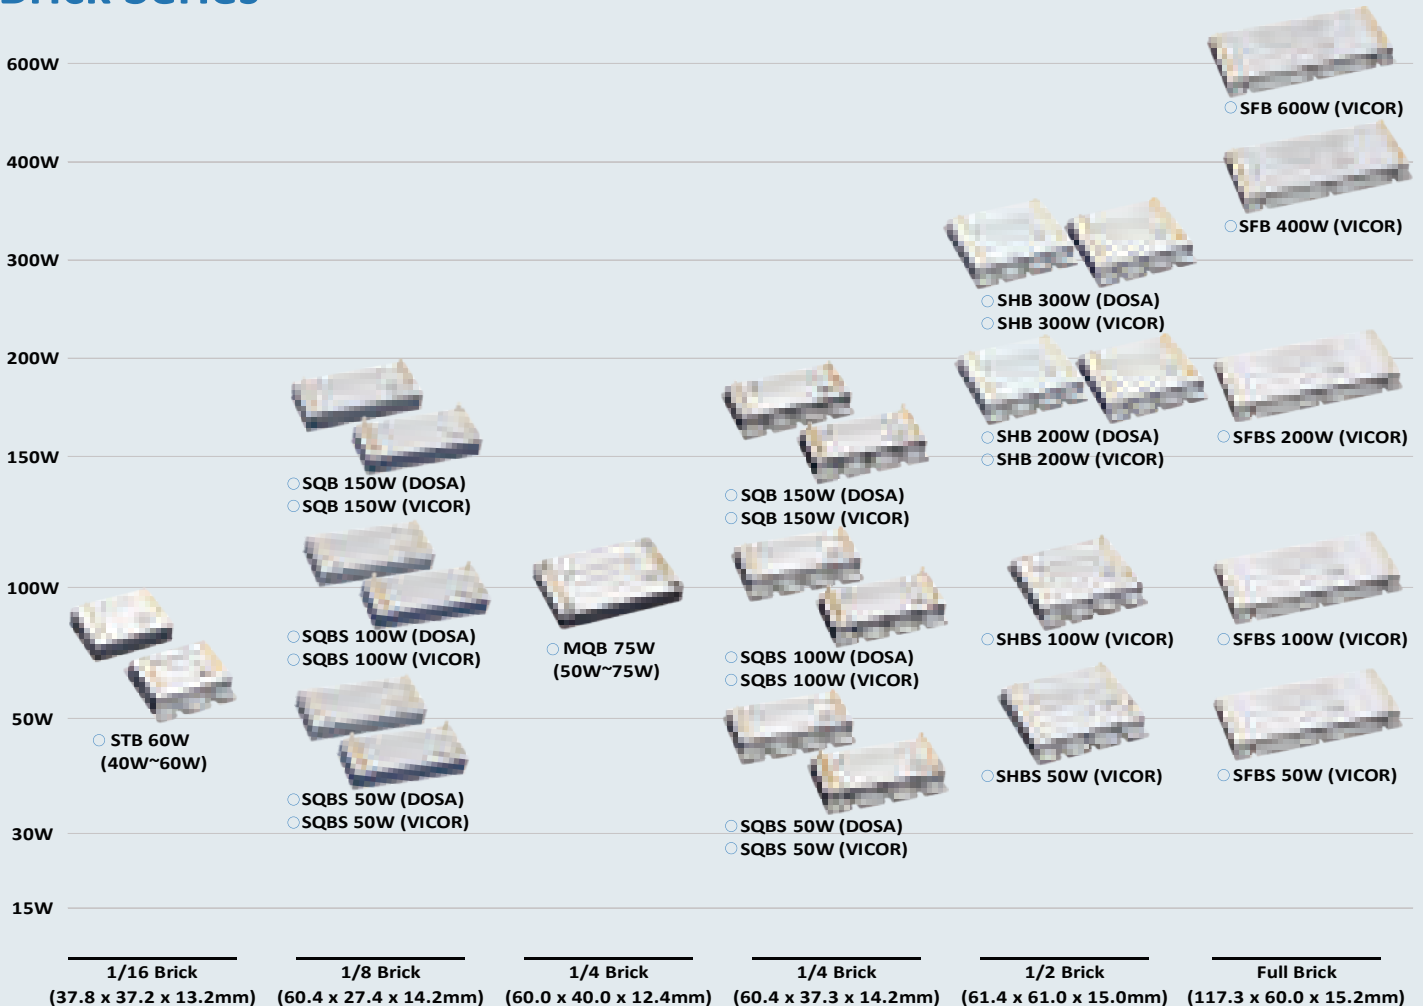 Brick Series
600W
SFB 600W (VICOR)
400W
SFB 400W (VICOR)
300W
SHB 300W (DOSA)
SHB 300W (VICOR)
200W
SHB 200W (DOSA)
SHB 200W (VICOR)
SFBS 200W (VICOR)
150W
SQB 150W (DOSA)
SQB 150W (VICOR)
SQB 150W (DOSA)
SQB 150W (VICOR)
100W
SQBS 100W (DOSA)
SQBS 100W (VICOR)
MQB 75W
(50W~75W)
SQBS 100W (DOSA)
SQBS 100W (VICOR)
SHBS 100W (VICOR)
SFBS 100W (VICOR)
50W
STB 60W
(40W~60W)
SQBS 50W (DOSA)
SQBS 50W (VICOR)
SQBS 50W (DOSA)
SQBS 50W (VICOR)
SHBS 50W (VICOR)
SFBS 50W (VICOR)
30W
15W
1/16 Brick
(37.8 x 37.2 x 13.2mm)
1/8 Brick
(60.4 x 27.4 x 14.2mm)
1/4 Brick
(60.0 x 40.0 x 12.4mm)
1/4 Brick
(60.4 x 37.3 x 14.2mm)
1/2 Brick
(61.4 x 61.0 x 15.0mm)
Full Brick
(117.3 x 60.0 x 15.2mm)